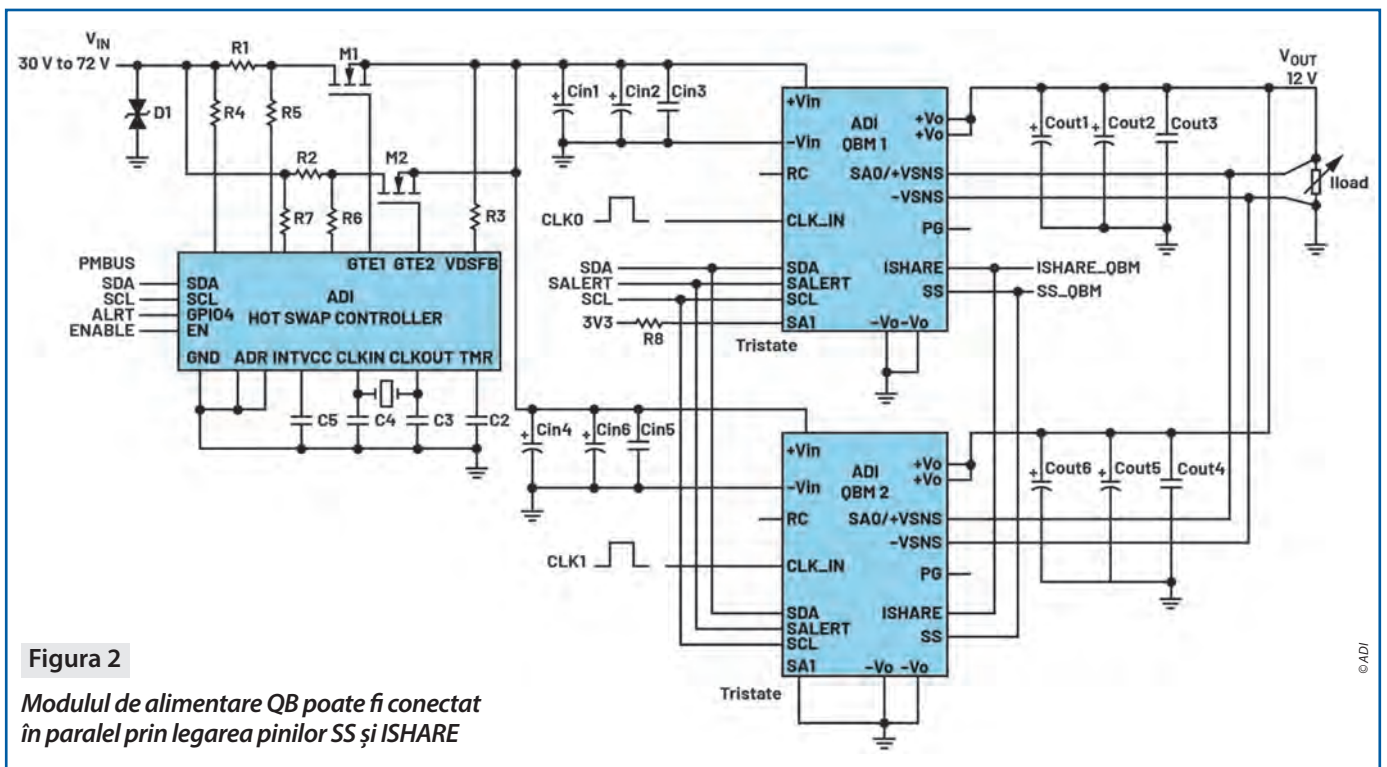 V_IN
30 V to 72 V
R1
M1
D1
R4
R5
R2
M2
R7
R6
R3
Cin1
Cin2
Cin3
+Vin
ADI
QBM 1
+Vo
+Vo
-Vin
SA0/+VSNS
RC
-VSNS
CLK0
CLK_IN
PG
SDA
SDA
ISHARE
ISHARE_QBM
SALERT
SALERT
SS
SS_QBM
SCL
SCL
3V3
R8
SA1
-Vo -Vo
Tristate
V_OUT
12 V
Cout1
Cout2
Cout3
Iload
PMBUS
SDA
SCL
ALRT
ENABLE
GTE1 GTE2 VDSFB
SDA
SCL
GPIO4
EN
ADI
HOT SWAP CONTROLLER
GND ADR INTVCC CLKIN CLKOUT TMR
C5
C4
C3
C2
Cin4
Cin6
Cin5
+Vin
ADI
QBM 2
+Vo
+Vo
-Vin
SA0/+VSNS
RC
-VSNS
CLK1
CLK_IN
PG
SDA
ISHARE
SALERT
SS
SCL
SA1
-Vo -Vo
Tristate
Cout6
Cout5
Cout4
© ADI
Figura 2
Modulul de alimentare QB poate fi conectat
în paralel prin legarea pinilor SS și ISHARE